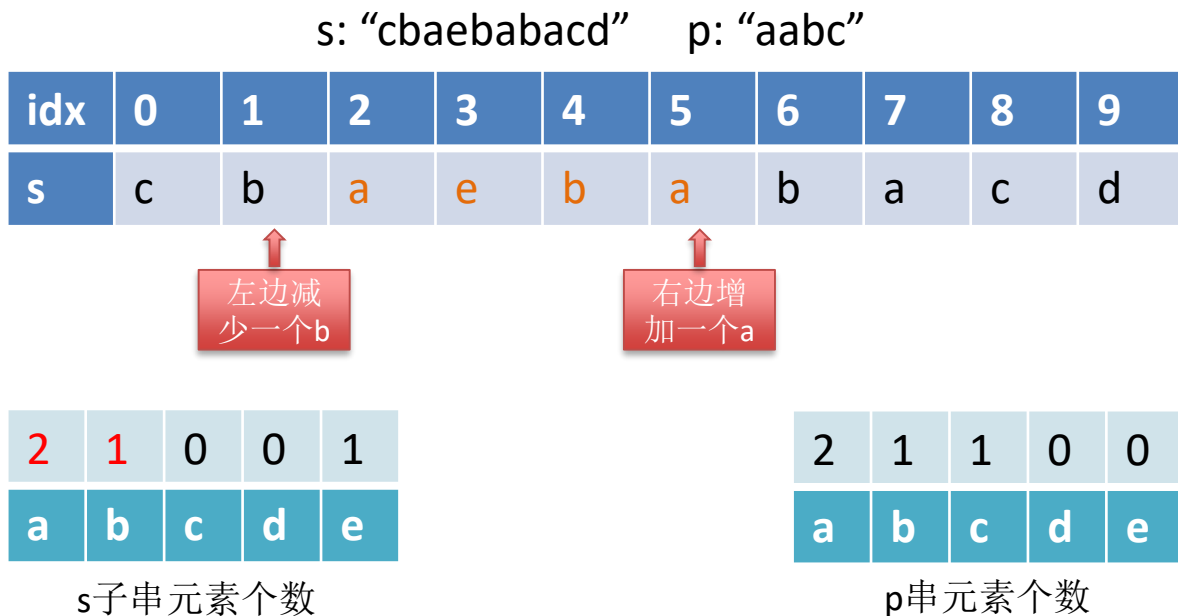 s: “cbaebabacd” p: “aabc”
idx 0 1 2 3 4 5 6 7 8 9
s c b a e b a b a c d
左边减
少一个b
右边增
加一个a
2 1 0 0 1
a b c d e
s子串元素个数
2 1 1 0 0
a b c d e
p串元素个数